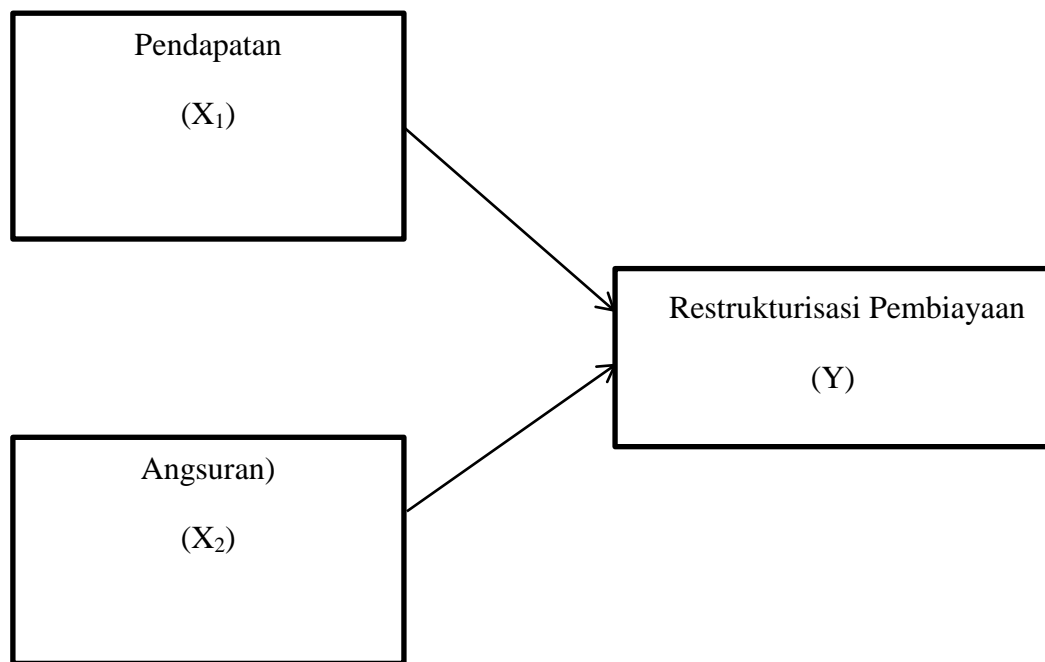 Pendapatan
(X₁)
Restrukturisasi Pembiayaan
(Y)
Angsuran)
(X₂)